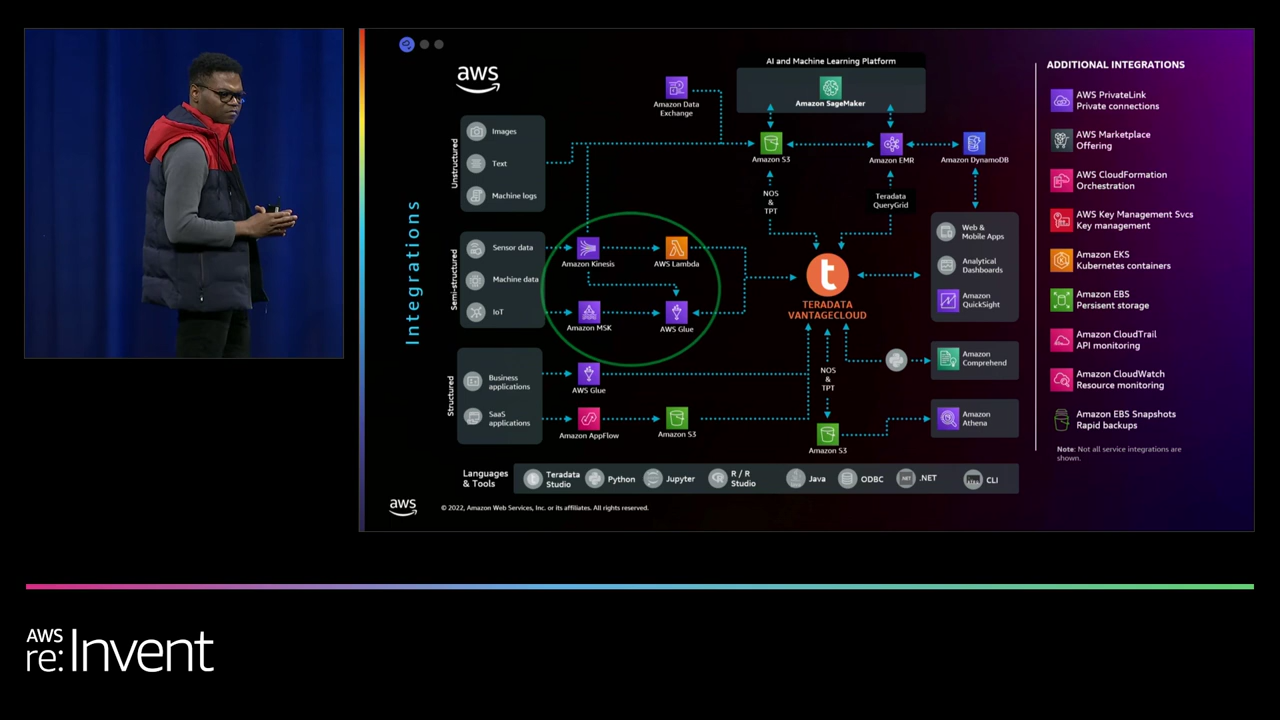 aws
AI and Machine Learning Platform
Amazon SageMaker
Amazon Data
Exchange
Unstructured
Images
Text
Machine logs
Amazon S3
Amazon EMR
Amazon DynamoDB
NOS
&
TPT
Teradata
QueryGrid
Integrations
Semi-structured
Sensor data
Machine data
IoT
Amazon Kinesis
AWS Lambda
Amazon MSK
AWS Glue
t
TERADATA
VANTAGECLOUD
Web &
Mobile Apps
Analytical
Dashboards
Amazon
QuickSight
Structured
Business
applications
SaaS
applications
AWS Glue
Amazon AppFlow
Amazon S3
NOS
&
TPT
Amazon S3
Amazon
Comprehend
Amazon
Athena
Languages
& Tools
Teradata
Studio
Python
Jupyter
R / R
Studio
Java
ODBC
.NET
.NET
CLI
aws
© 2022, Amazon Web Services, Inc. or its affiliates. All rights reserved.
ADDITIONAL INTEGRATIONS
AWS PrivateLink
Private connections
AWS Marketplace
Offering
AWS CloudFormation
Orchestration
AWS Key Management Svcs
Key management
Amazon EKS
Kubernetes containers
Amazon EBS
Persisent storage
Amazon CloudTrail
API monitoring
Amazon CloudWatch
Resource monitoring
Amazon EBS Snapshots
Rapid backups
Note: Not all service integrations are
shown.
AWS
re:Invent